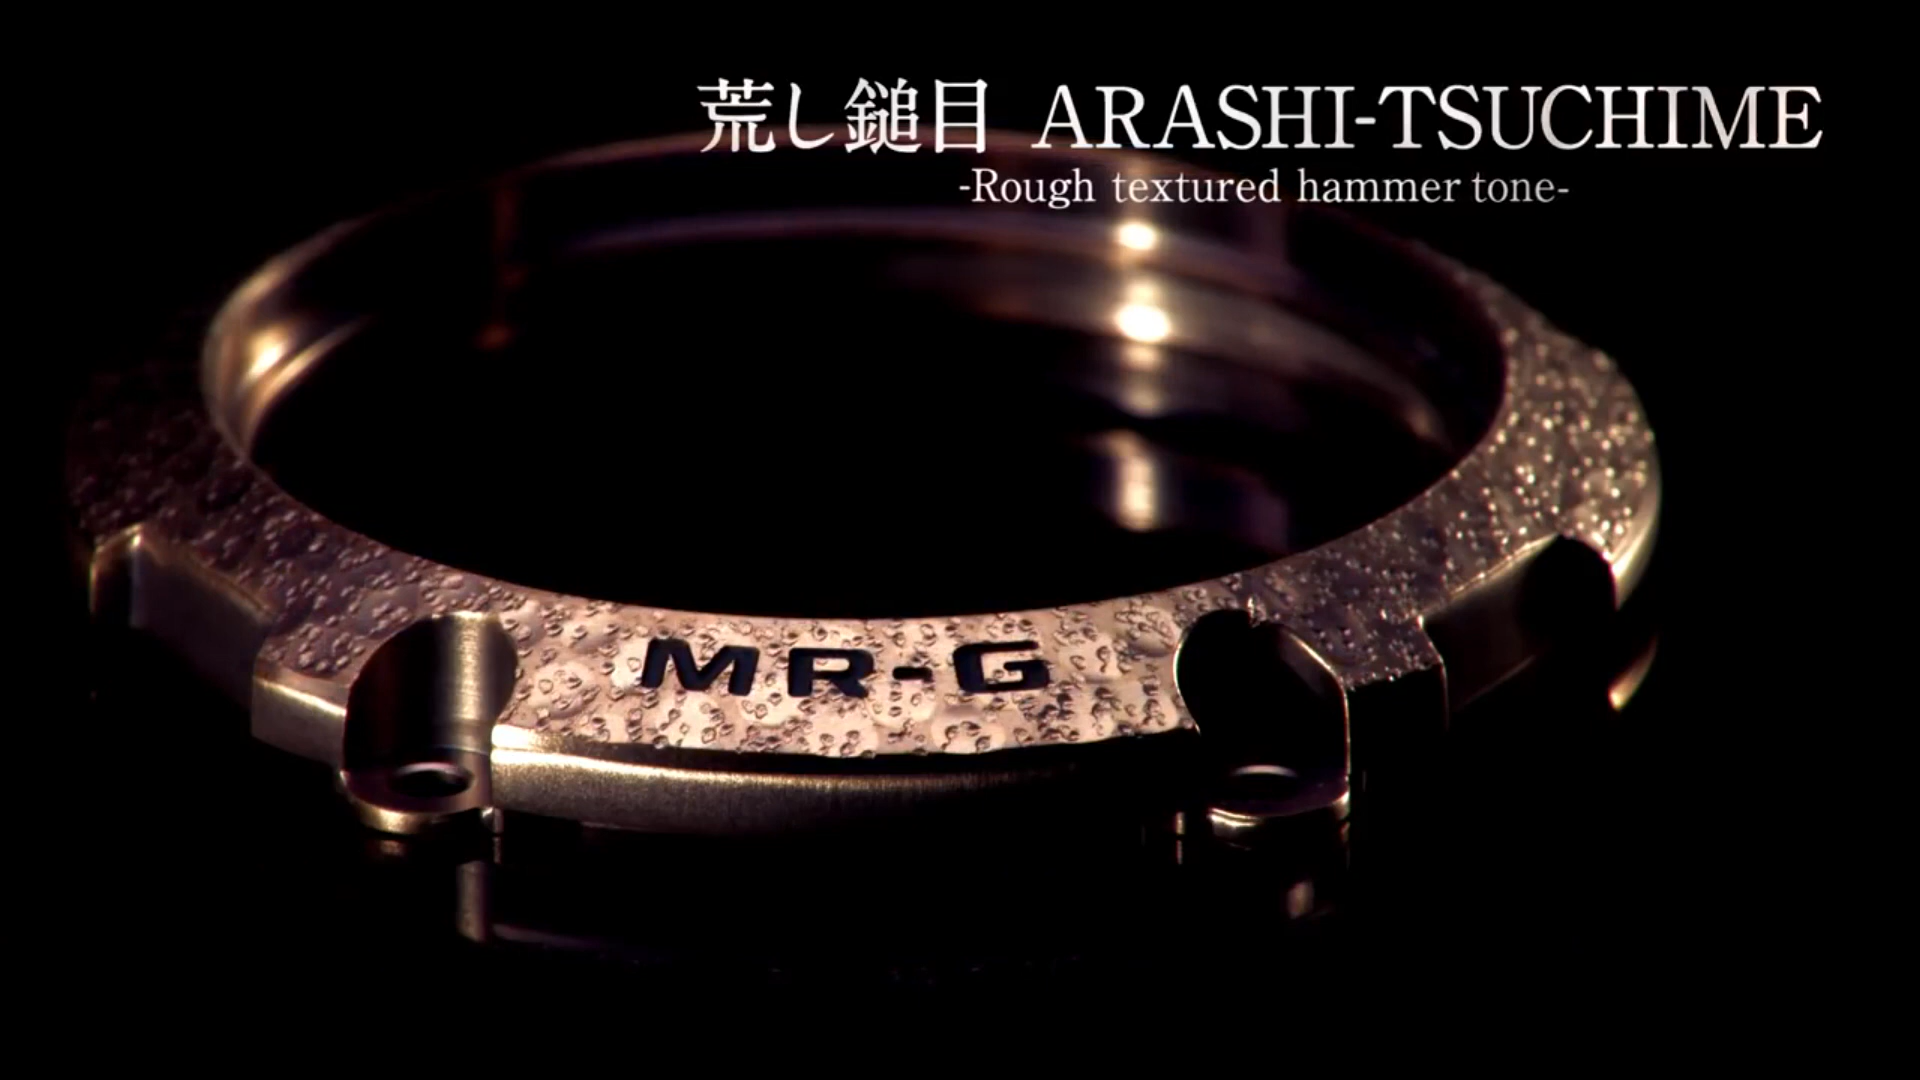 荒し鎚目 ARASHI-TSUCHIME
-Rough textured hammer tone-
MR-G